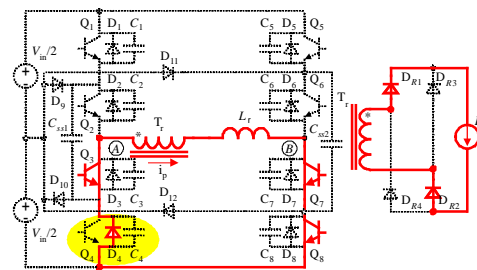 Q1 D1 C1 C5 D5 Q5
Vin/2 D11
D2 C2 C6 D6 Q6
D9
Css1 Q2 Tr Lr Css2 Tr DR1 DR3
* *
A B
Q3 ip
D10 D12
D3 C3 C7 D7 Q7 DR4 DR2
Vin/2
Q4 D4 C4 C8 D8 Q8